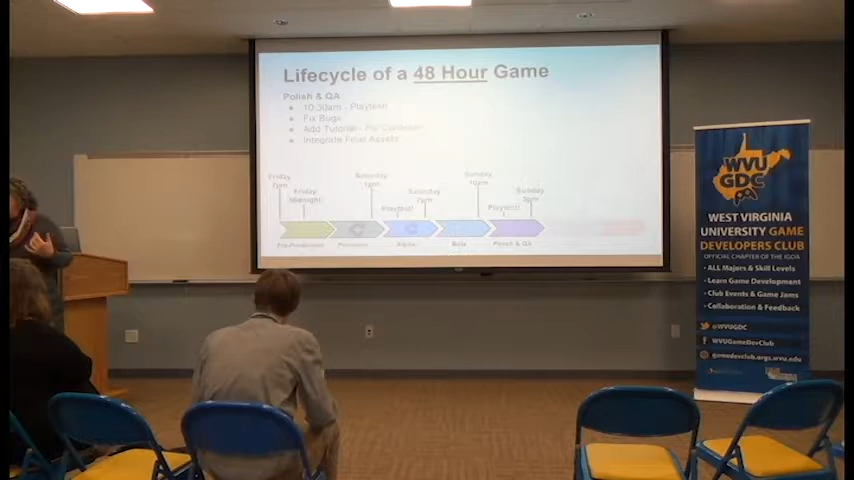 Lifecycle of a 48 Hour Game
Polish & QA
10:30am - Playtest!
Fix Bugs
Add Tutorial
Integrate Final Assets
Friday
Friday
Midnight
Saturday
1pm
Playtest!
Saturday
7pm
Sunday
10am
Playtest!
Sunday
3pm
Pre-Production
Alpha
Beta
Polish & QA
WVU
GDC
WEST VIRGINIA
UNIVERSITY GAME
DEVELOPERS CLUB
OFFICIAL CHAPTER OF THE IGDA
- ALL Majors & Skill Levels
- Learn Game Development
- Club Events & Game Jams
- Collaboration & Feedback
@WVUGDC
WVUGameDevClub
gamedevclub.orgs.wvu.edu